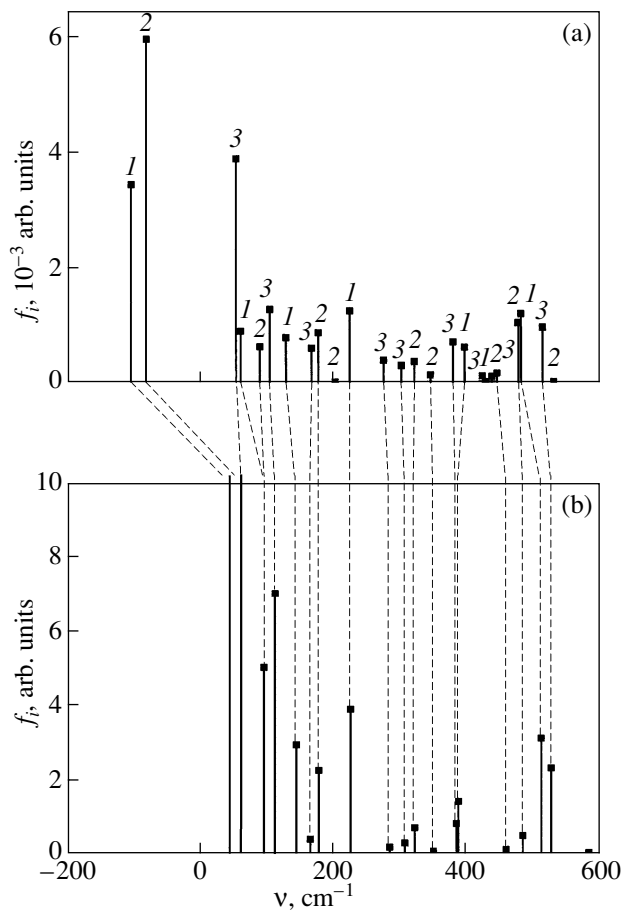 (a)
6
4
2
0
f_i, 10⁻³ arb. units
1 2 3 1 2 3 1 3 2 2 1 3 3 2 2 3 1 3 1 2 3 2 1 3 2
(b)
10
8
6
4
2
0
f_i, arb. units
−200 0 200 400 600
ν, cm⁻¹